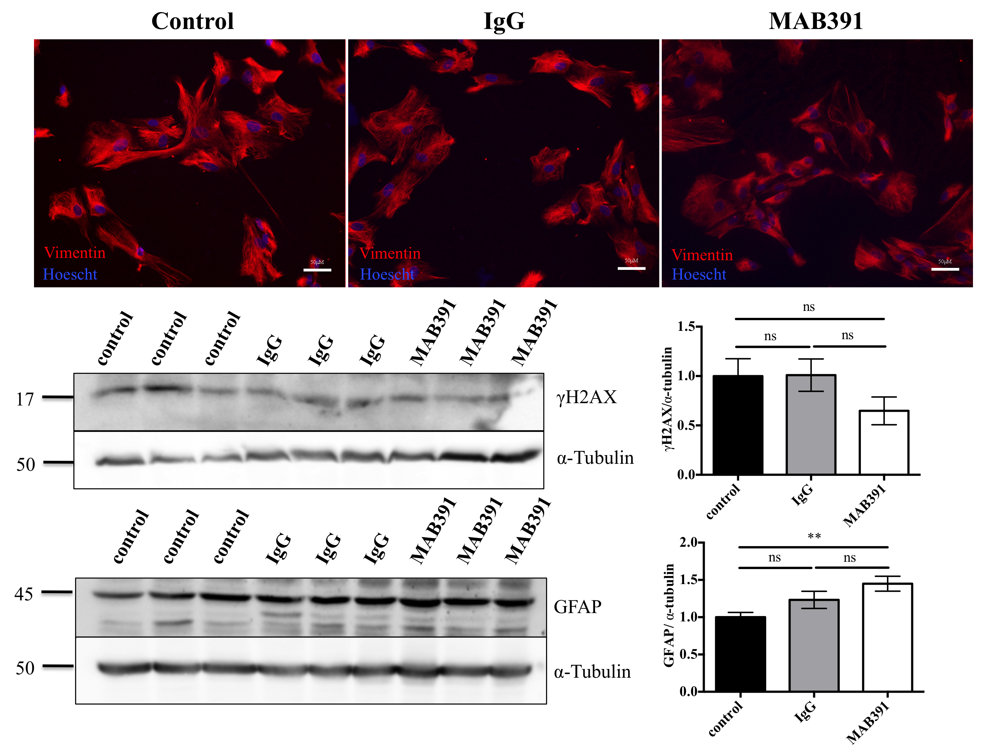 Control IgG MAB391
Vimentin
Hoescht
50μM
Vimentin
Hoescht
50μM
Vimentin
Hoescht
50μM
control control control IgG IgG IgG MAB391 MAB391 MAB391
17
γH2AX
50
α-Tubulin
ns
ns ns
1.5
1.0
0.5
0.0
γH2AX/α-tubulin
control IgG MAB391
control control control IgG IgG IgG MAB391 MAB391 MAB391
45
GFAP
50
α-Tubulin
**
ns ns
2.0
1.5
1.0
0.5
0.0
GFAP/ α-tubulin
control IgG MAB391